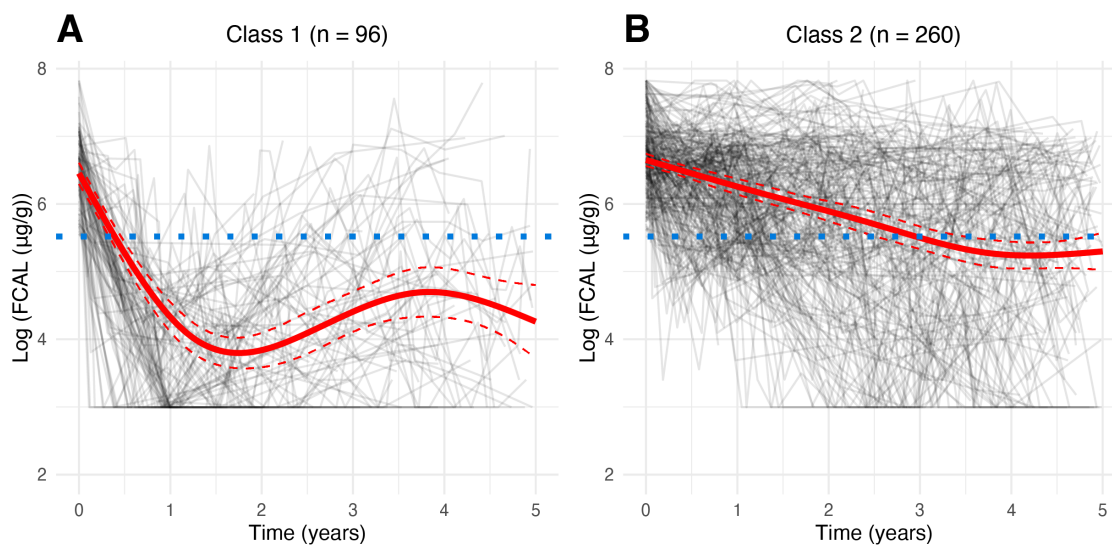 A
Class 1 (n = 96)
8
6
4
2
Log (FCAL (µg/g))
0 1 2 3 4 5
Time (years)
B
Class 2 (n = 260)
8
6
4
2
Log (FCAL (µg/g))
0 1 2 3 4 5
Time (years)